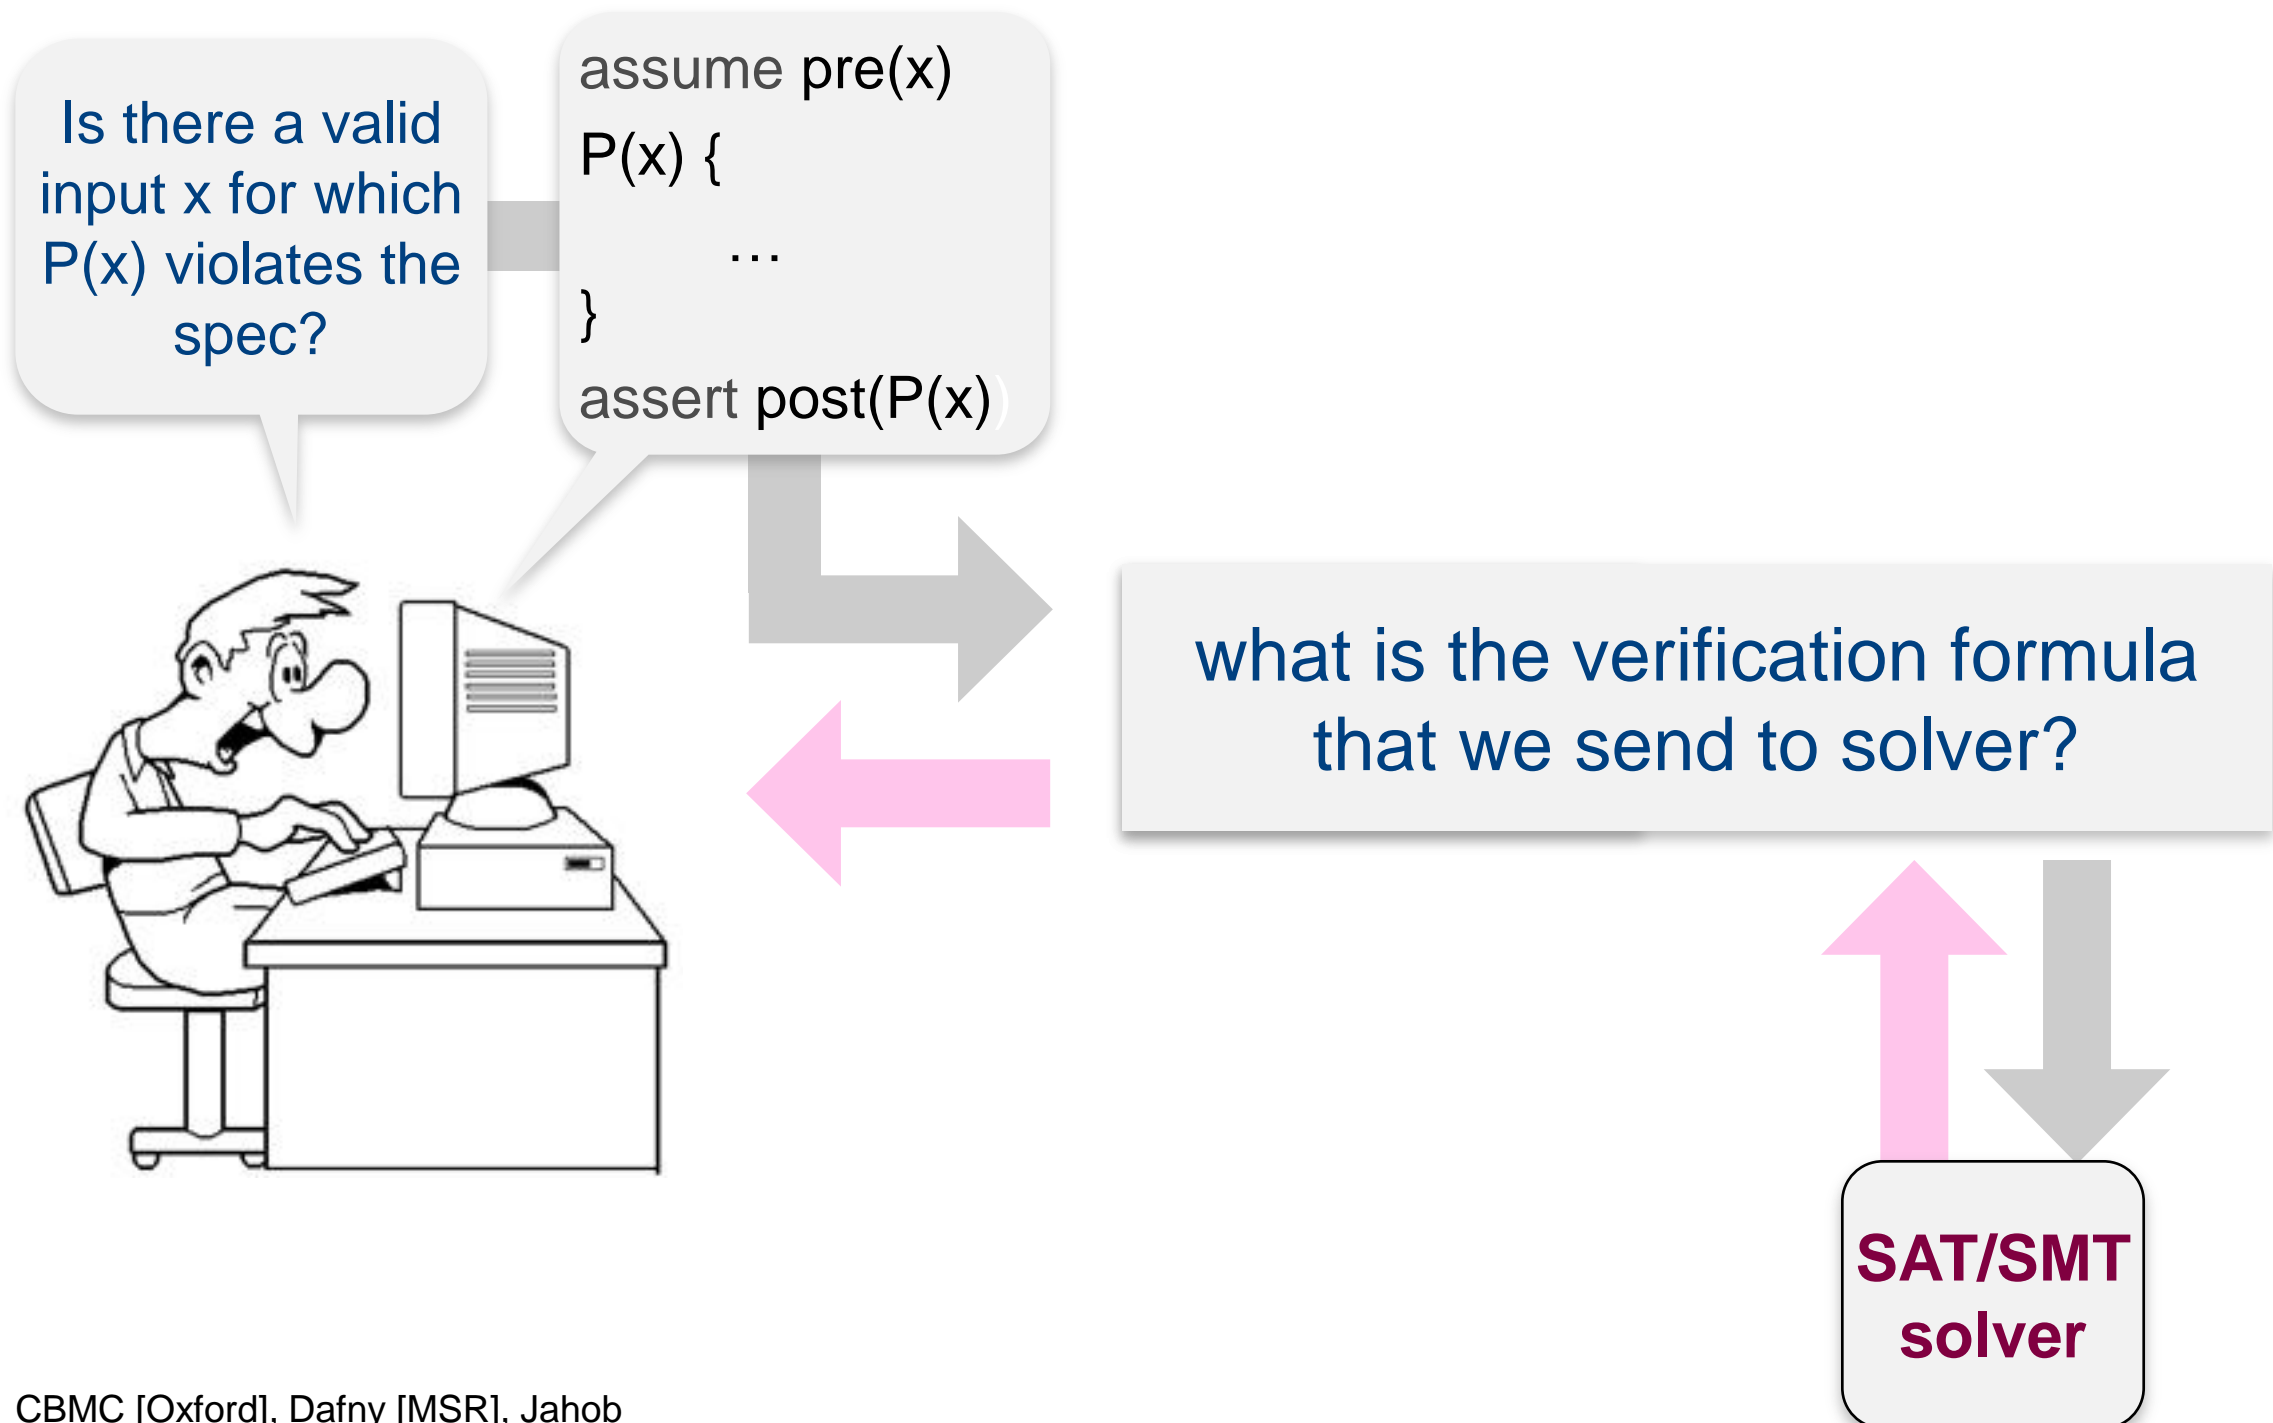 Is there a valid
input x for which
P(x) violates the
spec?
assume pre(x)
P(x) {
…
}
assert post(P(x))
what is the verification formula
that we send to solver?
SAT/SMT
solver
CBMC [Oxford], Dafny [MSR], Jahob